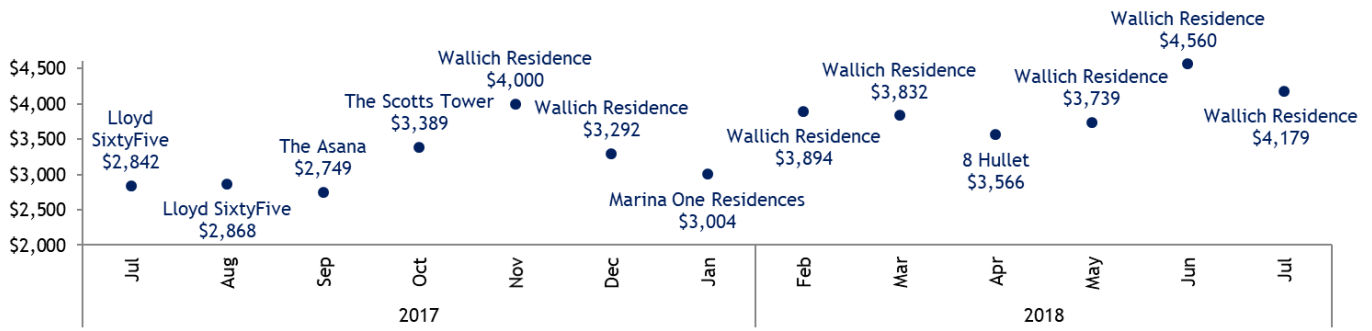 Wallich Residence
$4,560
Wallich Residence
$4,000
Wallich Residence
$3,832
Wallich Residence
$3,739
The Scotts Tower
$3,389
Wallich Residence
$3,292
Lloyd
SixtyFive
$2,842
The Asana
$2,749
Wallich Residence
$3,894
Wallich Residence
$4,179
8 Hullet
$3,566
Lloyd SixtyFive
$2,868
Marina One Residences
$3,004
$4,500
$4,000
$3,500
$3,000
$2,500
$2,000
Jul
Aug
Sep
Oct
Nov
Dec
Jan
Feb
Mar
Apr
May
Jun
Jul
2017
2018